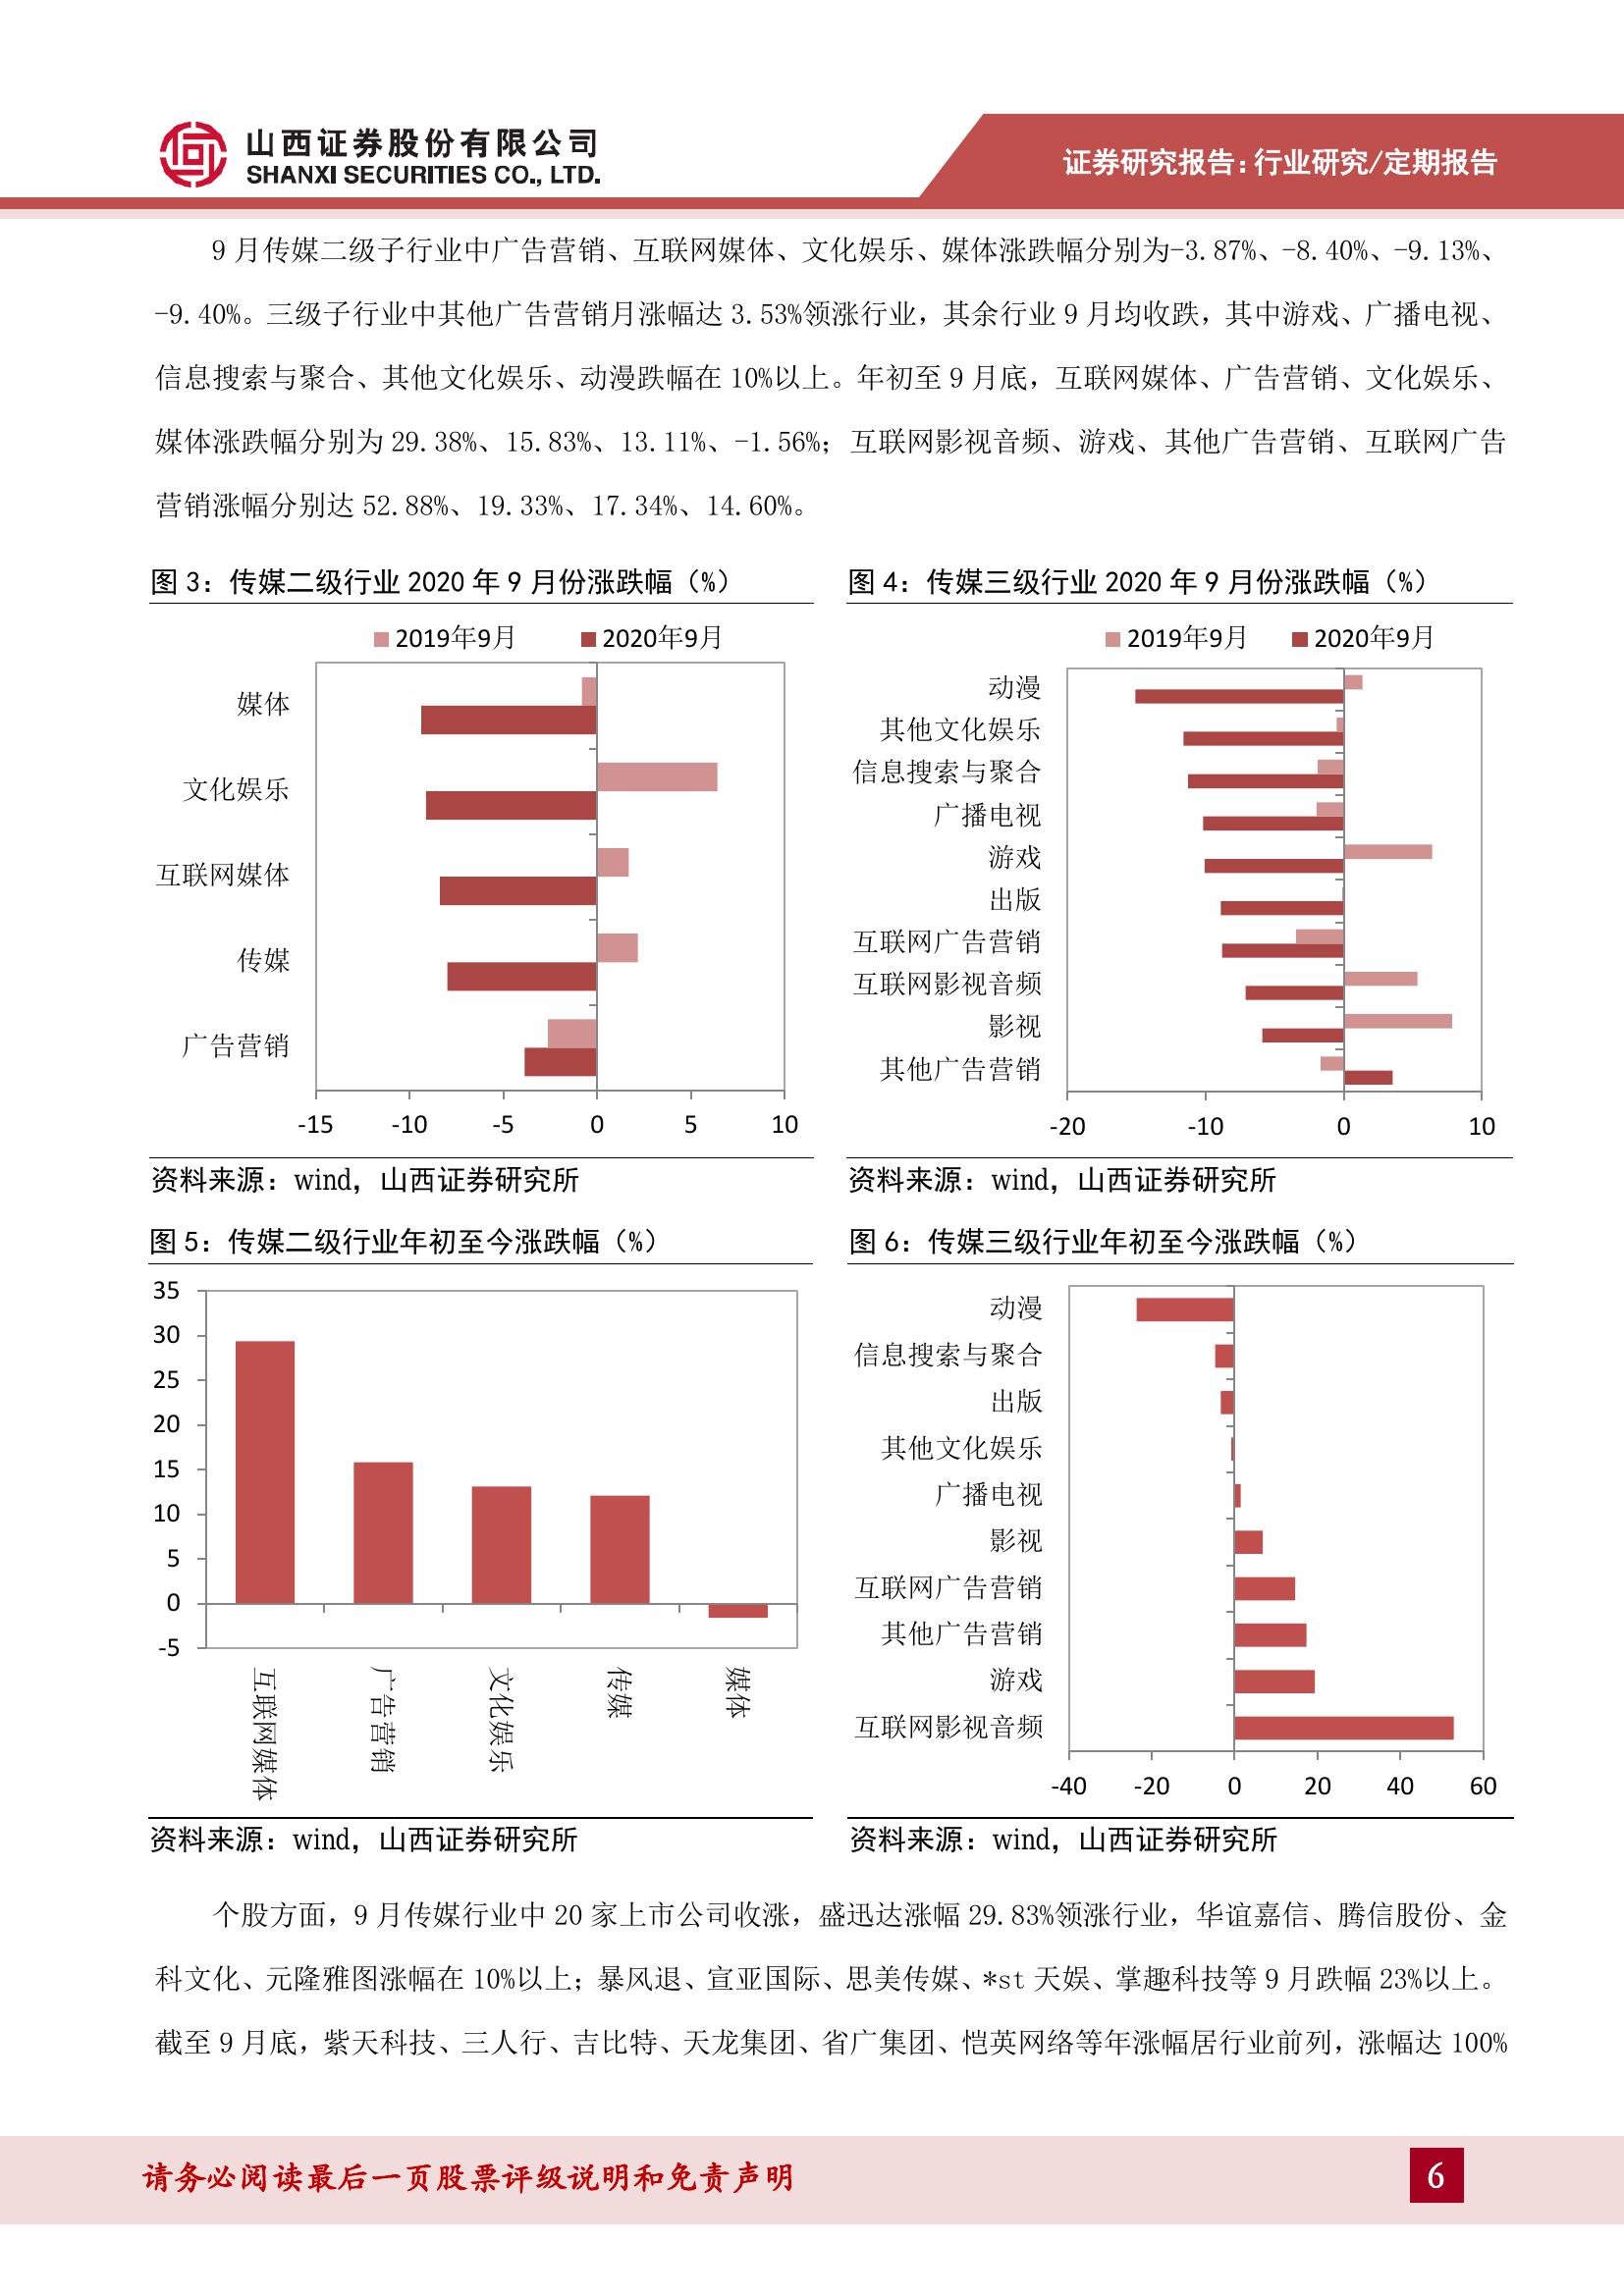 山西证券股份有限公司
SHANXI SECURITIES CO., LTD.
证券研究报告：行业研究/定期报告
9 月传媒二级子行业中广告营销、互联网媒体、文化娱乐、媒体涨跌幅分别为-3.87%、-8.40%、-9.13%、
-9.40%。三级子行业中其他广告营销月涨幅达 3.53%领涨行业，其余行业 9 月均收跌，其中游戏、广播电视、
信息搜索与聚合、其他文化娱乐、动漫跌幅在 10%以上。年初至 9 月底，互联网媒体、广告营销、文化娱乐、
媒体涨跌幅分别为 29.38%、15.83%、13.11%、-1.56%；互联网影视音频、游戏、其他广告营销、互联网广告
营销涨幅分别达 52.88%、19.33%、17.34%、14.60%。
图 3：传媒二级行业 2020 年 9 月份涨跌幅（%）
2019年9月 2020年9月
媒体
文化娱乐
互联网媒体
传媒
广告营销
-15 -10 -5 0 5 10
资料来源：wind，山西证券研究所
图 4：传媒三级行业 2020 年 9 月份涨跌幅（%）
2019年9月 2020年9月
动漫
其他文化娱乐
信息搜索与聚合
广播电视
游戏
出版
互联网广告营销
互联网影视音频
影视
其他广告营销
-20 -10 0 10
资料来源：wind，山西证券研究所
图 5：传媒二级行业年初至今涨跌幅（%）
35
30
25
20
15
10
5
0
-5
互联网媒体
广告营销
文化娱乐
传媒
媒体
资料来源：wind，山西证券研究所
图 6：传媒三级行业年初至今涨跌幅（%）
动漫
信息搜索与聚合
出版
其他文化娱乐
广播电视
影视
互联网广告营销
其他广告营销
游戏
互联网影视音频
-40 -20 0 20 40 60
资料来源：wind，山西证券研究所
个股方面，9 月传媒行业中 20 家上市公司收涨，盛迅达涨幅 29.83%领涨行业，华谊嘉信、腾信股份、金
科文化、元隆雅图涨幅在 10%以上；暴风退、宣亚国际、思美传媒、*st 天娱、掌趣科技等 9 月跌幅 23%以上。
截至 9 月底，紫天科技、三人行、吉比特、天龙集团、省广集团、恺英网络等年涨幅居行业前列，涨幅达 100%
请务必阅读最后一页股票评级说明和免责声明
6